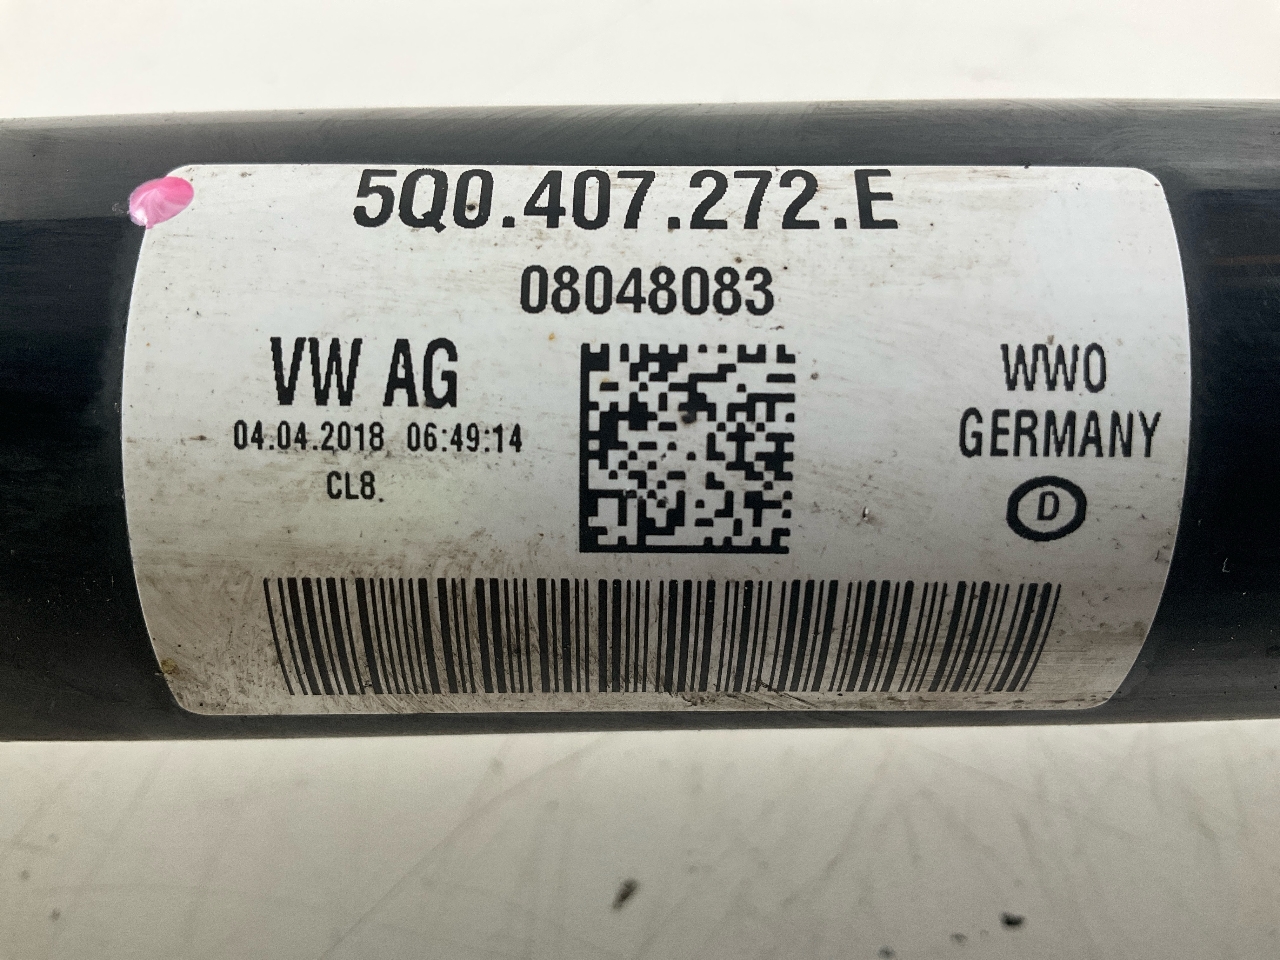 5Q0.407.272.E
08048083
VW AG
04.04.2018 06:49:14
CL8.
WWO
GERMANY
D